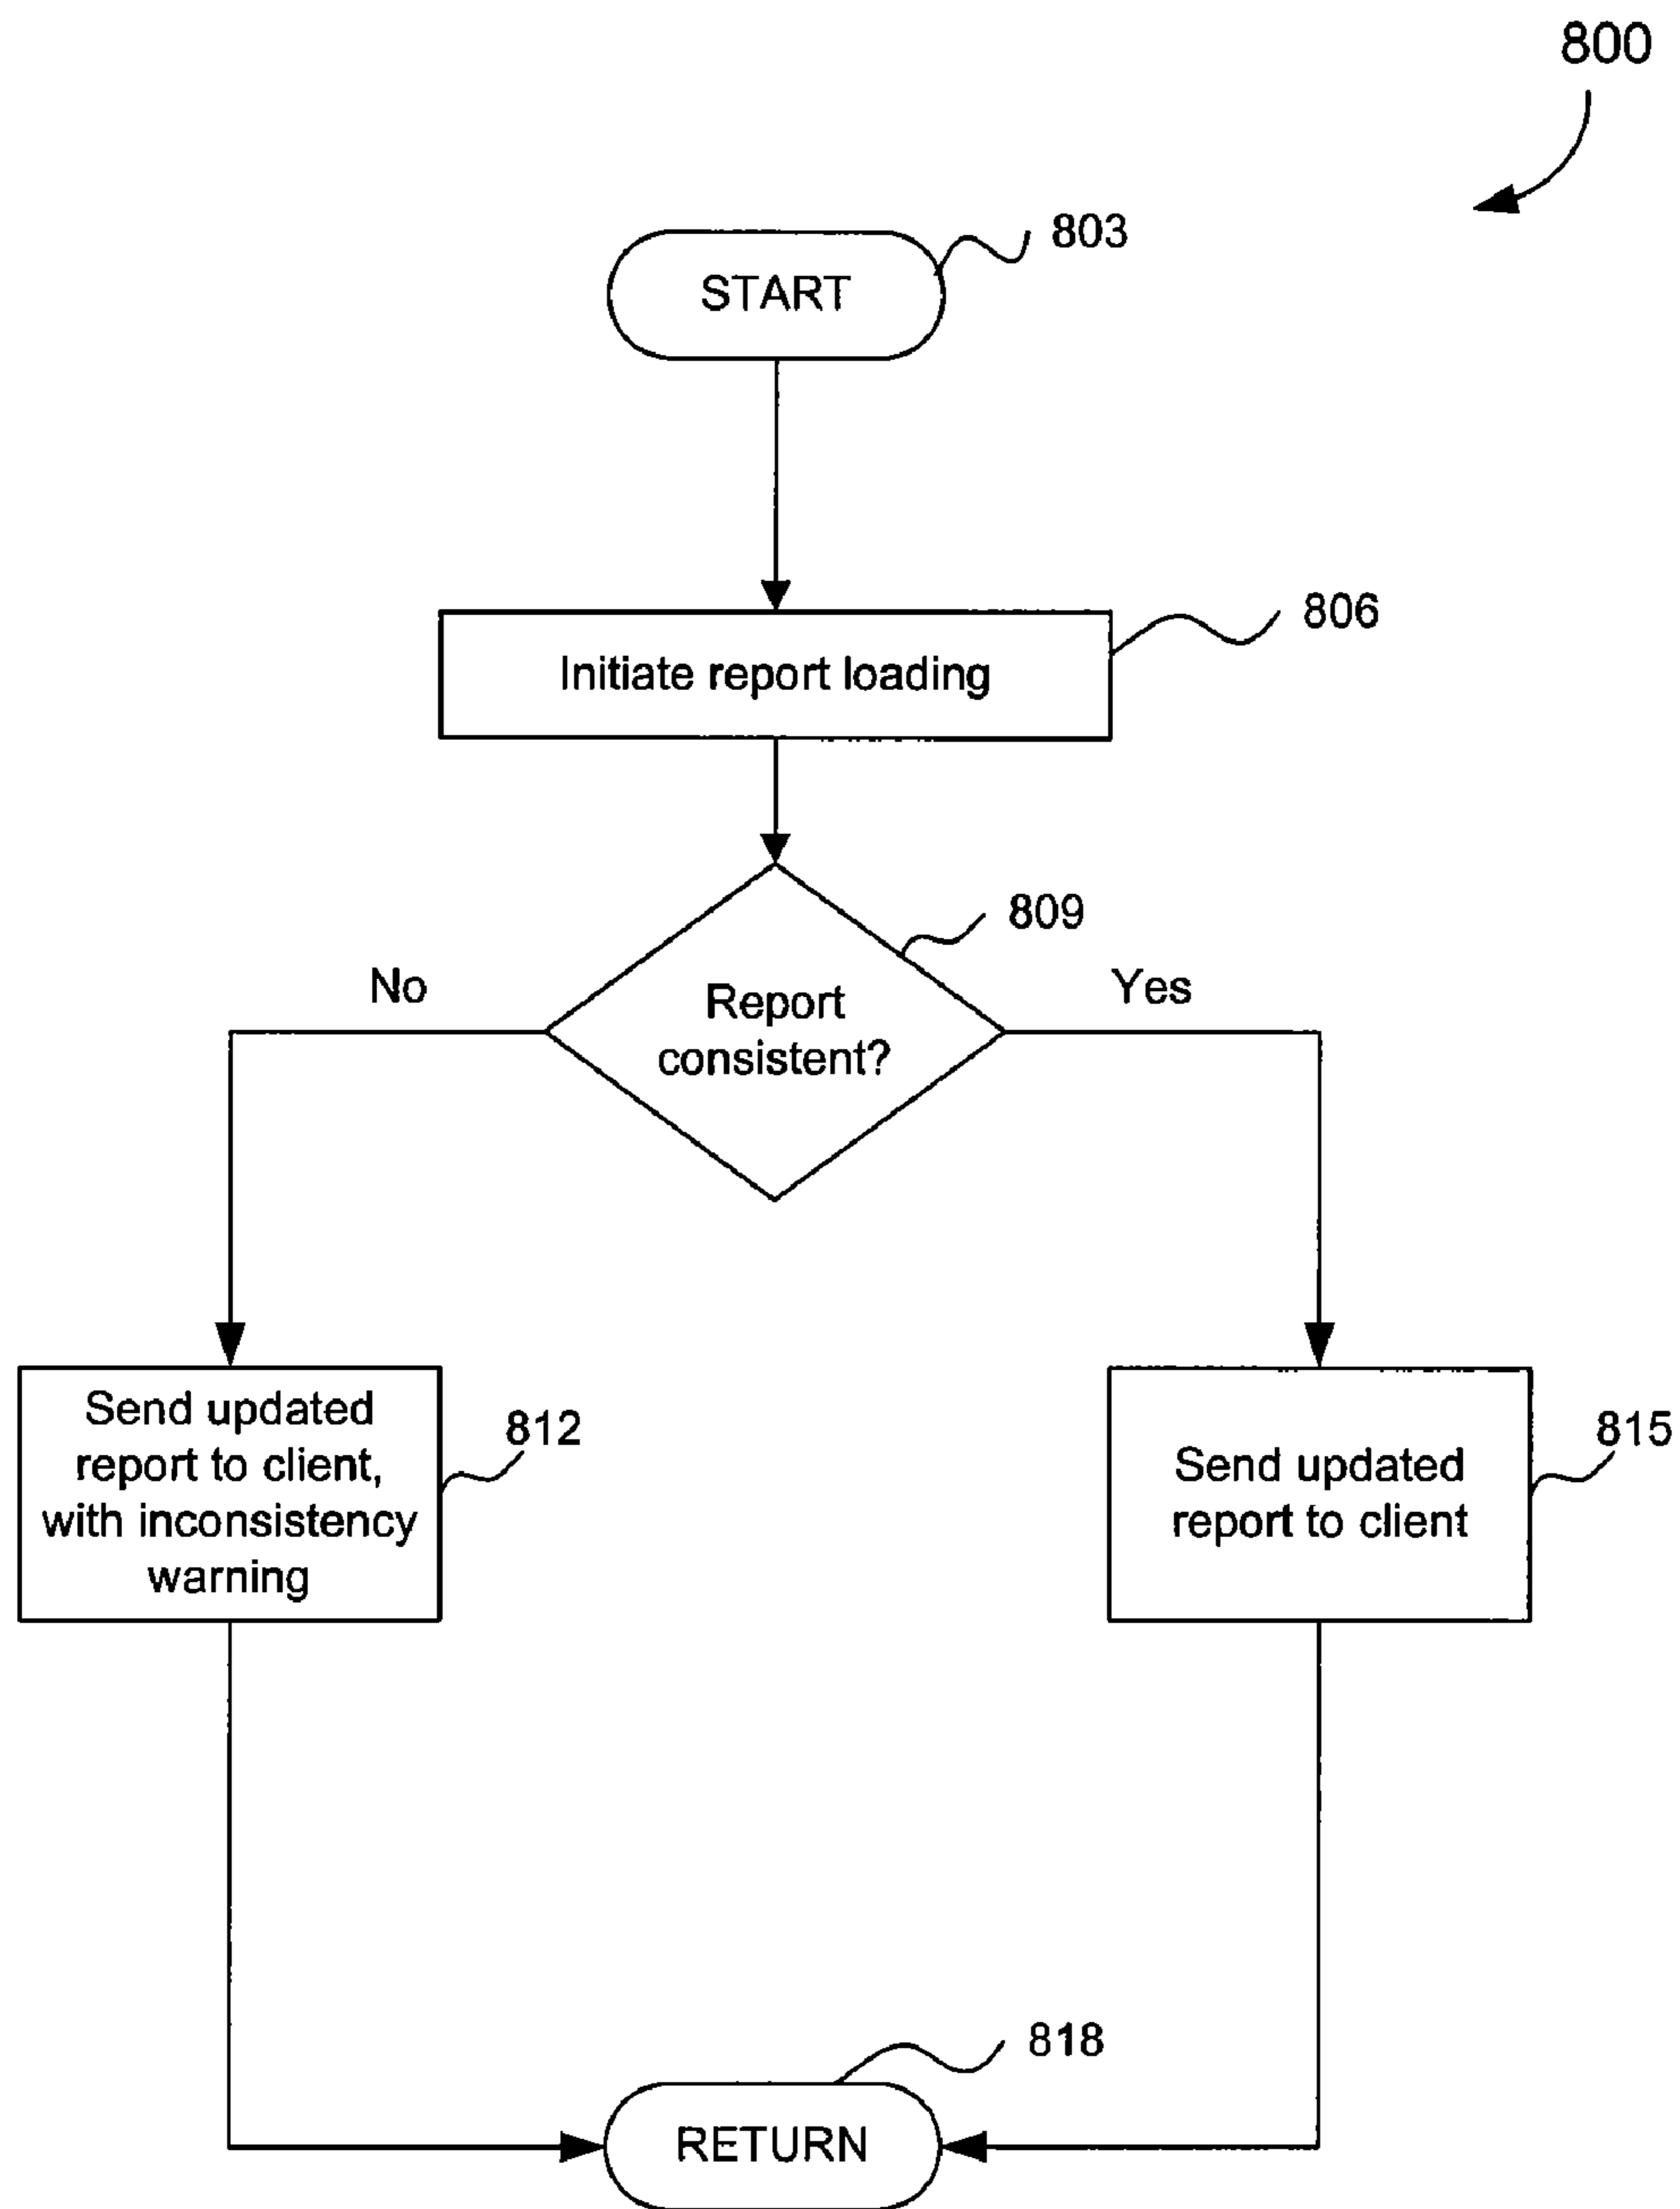 800
803
START
806
Initiate report loading
809
No
Yes
Report
consistent?
Send updated
report to client,
with inconsistency
warning
812
Send updated
report to client
815
818
RETURN